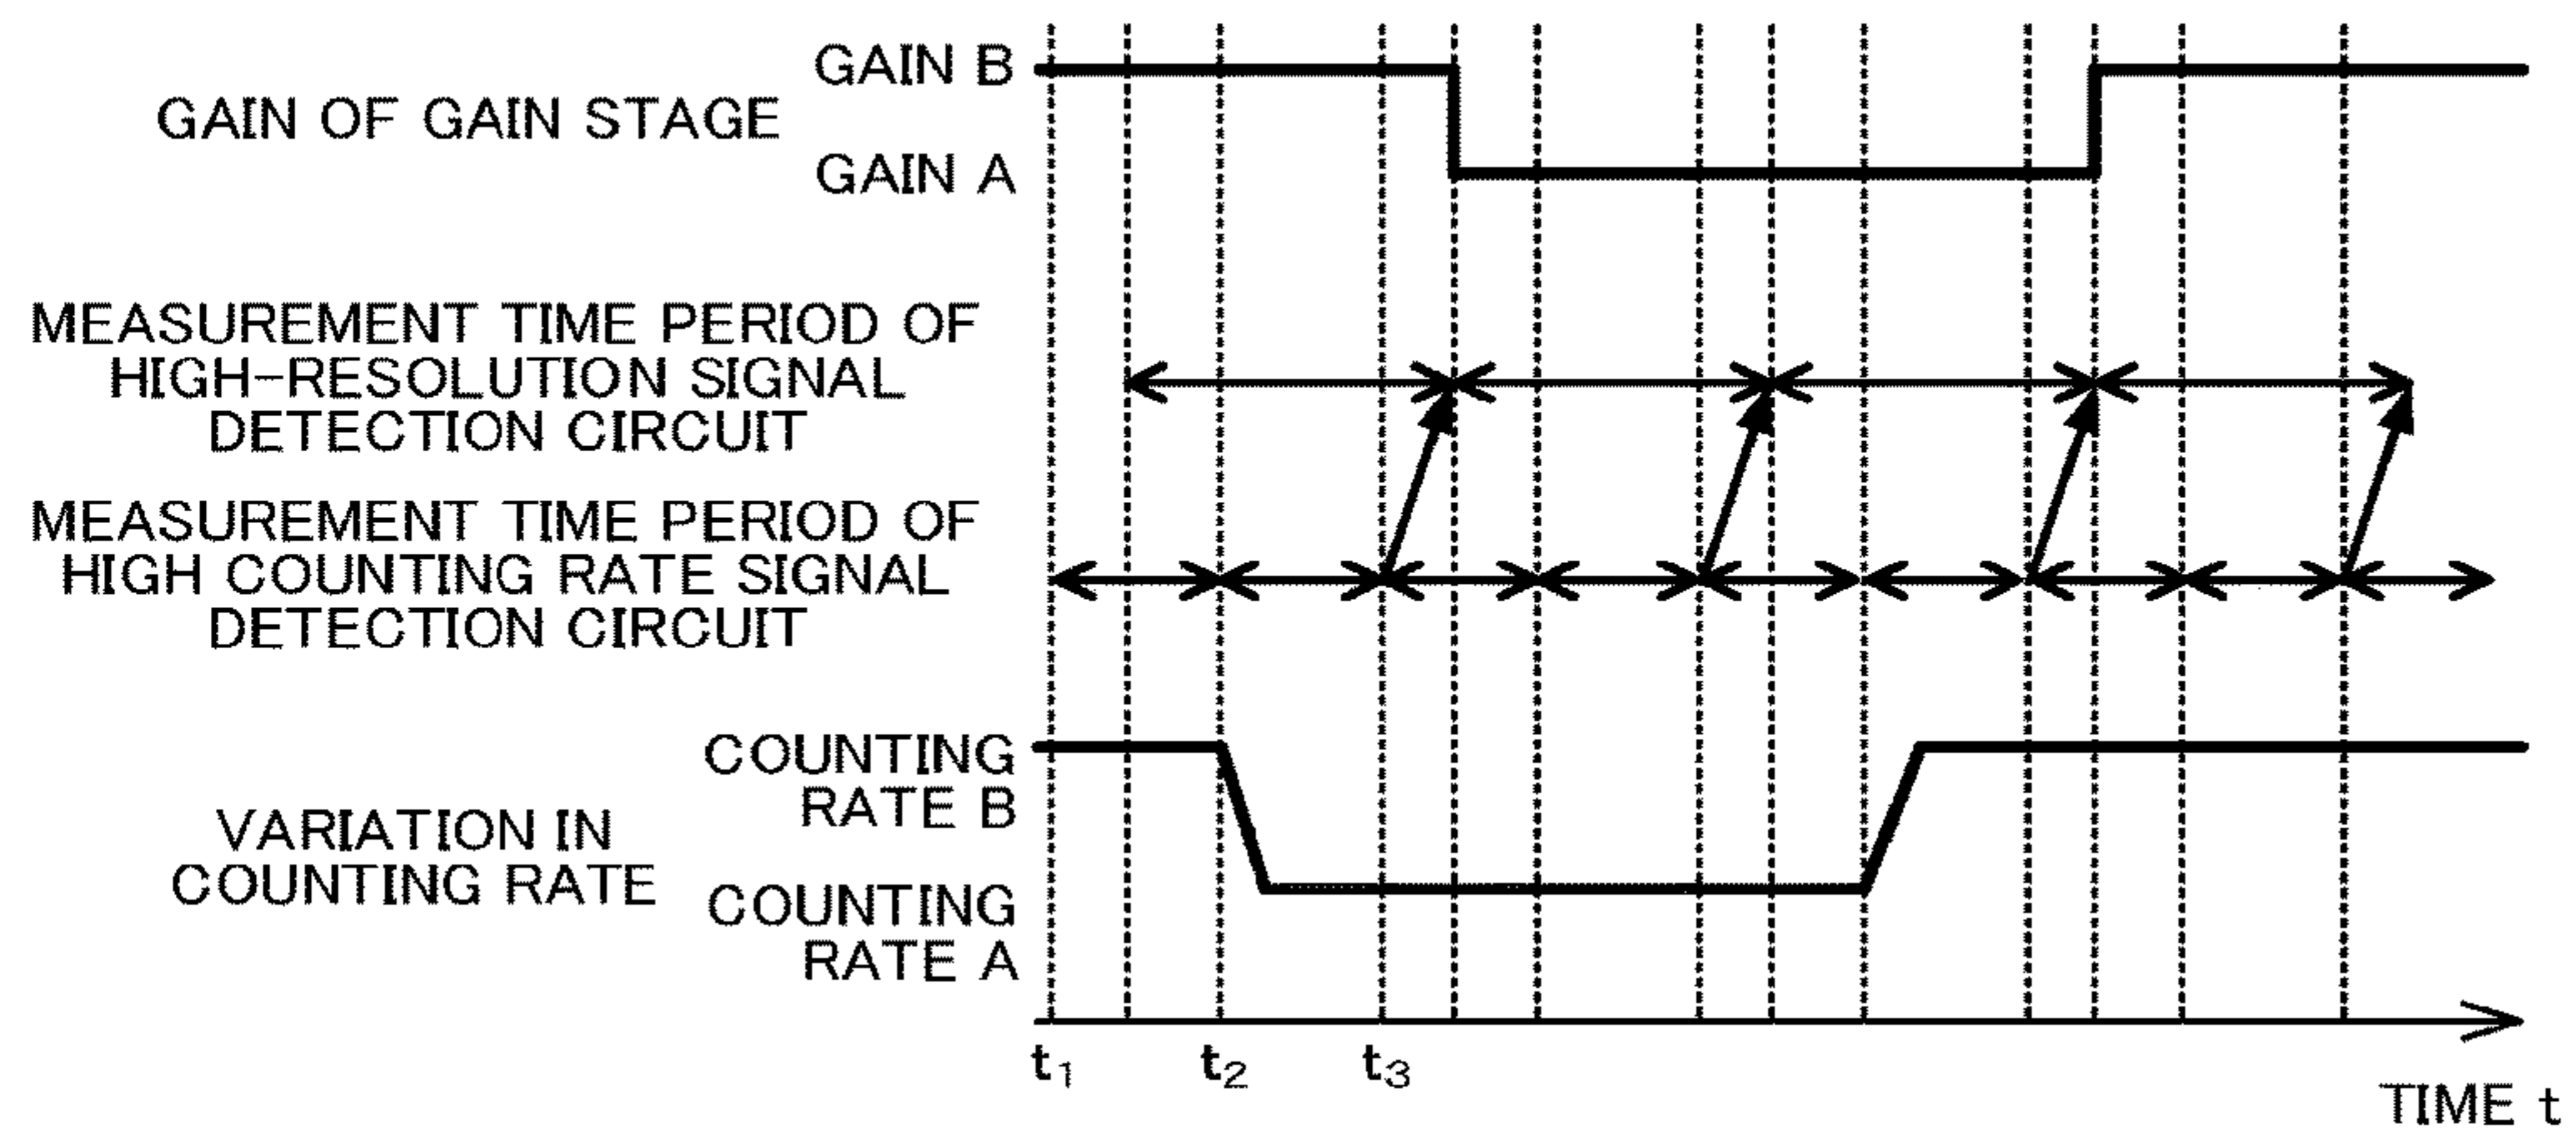 GAIN B
GAIN OF GAIN STAGE
GAIN A
MEASUREMENT TIME PERIOD OF
HIGH-RESOLUTION SIGNAL
DETECTION CIRCUIT
MEASUREMENT TIME PERIOD OF
HIGH COUNTING RATE SIGNAL
DETECTION CIRCUIT
COUNTING
RATE B
VARIATION IN
COUNTING RATE
COUNTING
RATE A
t1 t2 t3
TIME t